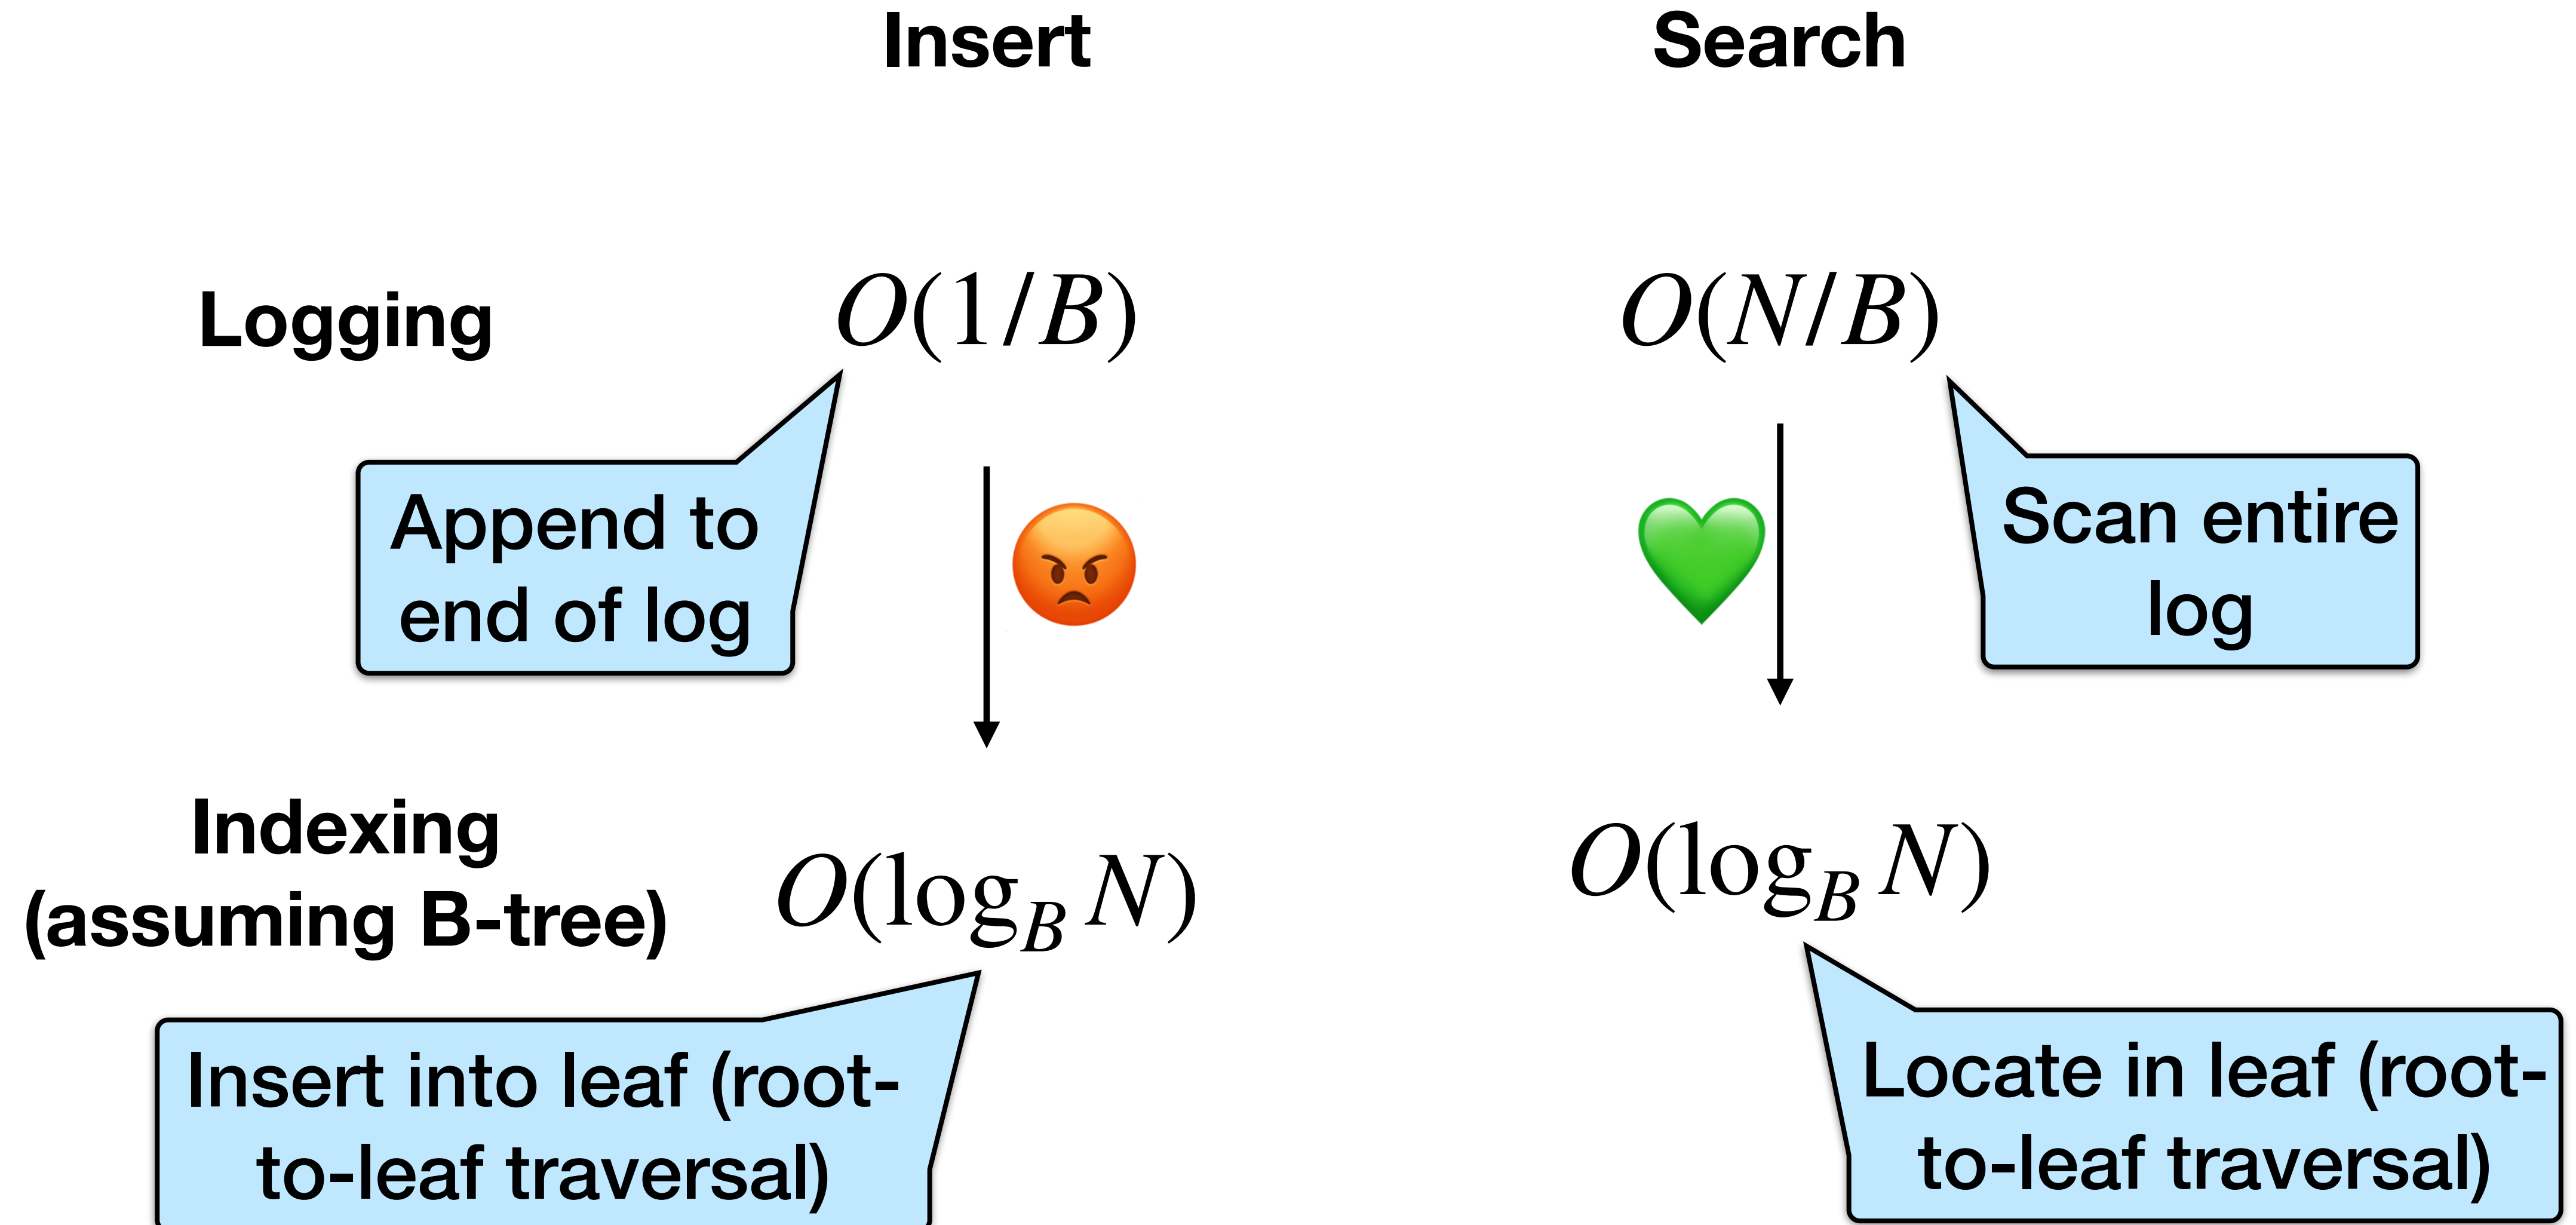 Insert
Search
Logging
O(1/B)
O(N/B)
Append to
end of log
Scan entire
log
Indexing
(assuming B-tree)
O(log_B N)
O(log_B N)
Insert into leaf (root-
to-leaf traversal)
Locate in leaf (root-
to-leaf traversal)